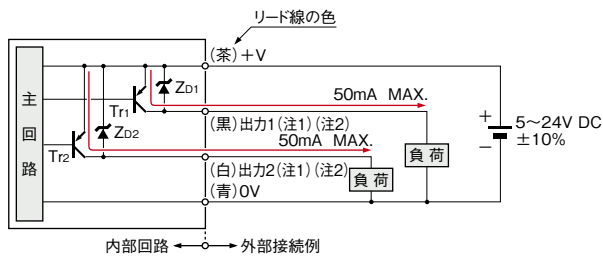 リード線の色
(茶)+V
主回路
Tr1
ZD1
50mA MAX.
(黒)出力1(注1)(注2)
Tr2
ZD2
50mA MAX.
(白)出力2(注1)(注2)
(青)0V
負荷
負荷
+
−
5〜24V DC
±10%
内部回路
外部接続例